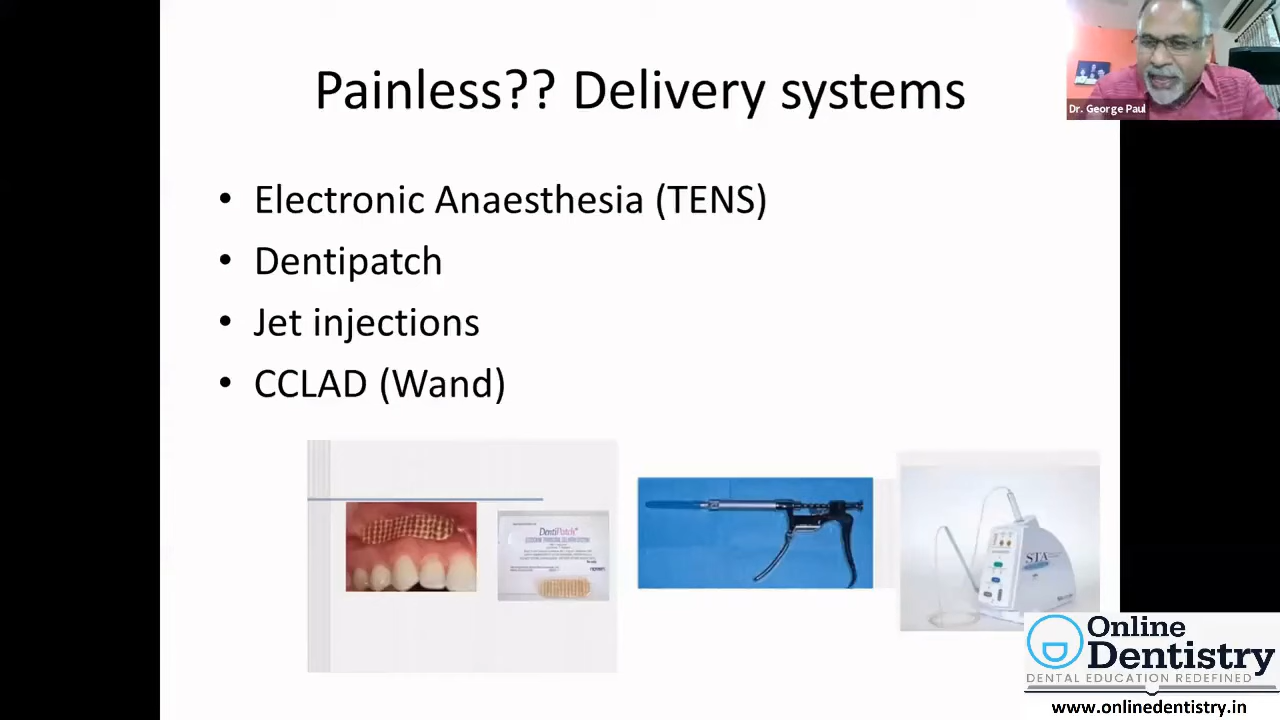 Painless?? Delivery systems
Dr. George Paul
• Electronic Anaesthesia (TENS)
• Dentipatch
• Jet injections
• CCLAD (Wand)
DentiPatch
STA
Online
Dentistry
DENTAL EDUCATION REDEFINED
www.onlinedentistry.in